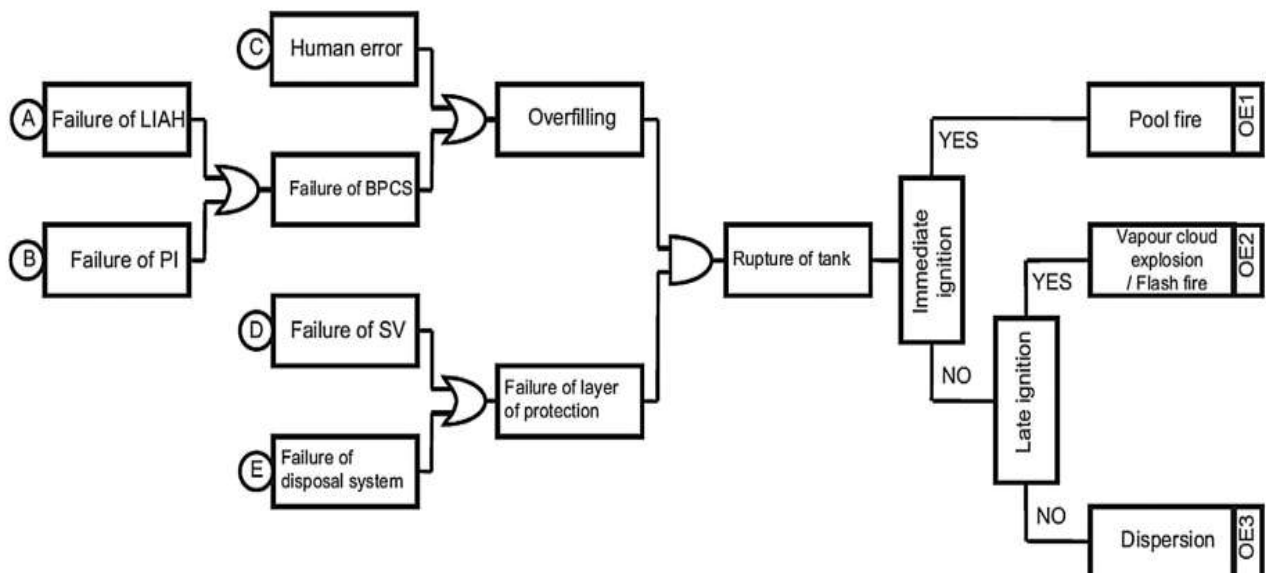 C
Human error
A
Failure of LIAH
Overfilling
YES
Pool fire
OE1
Failure of BPCS
B
Failure of PI
Rupture of tank
Immediate
ignition
YES
Vapour cloud
explosion
/ Flash fire
OE2
D
Failure of SV
NO
Late ignition
Failure of layer
of protection
E
Failure of
disposal system
NO
Dispersion
OE3